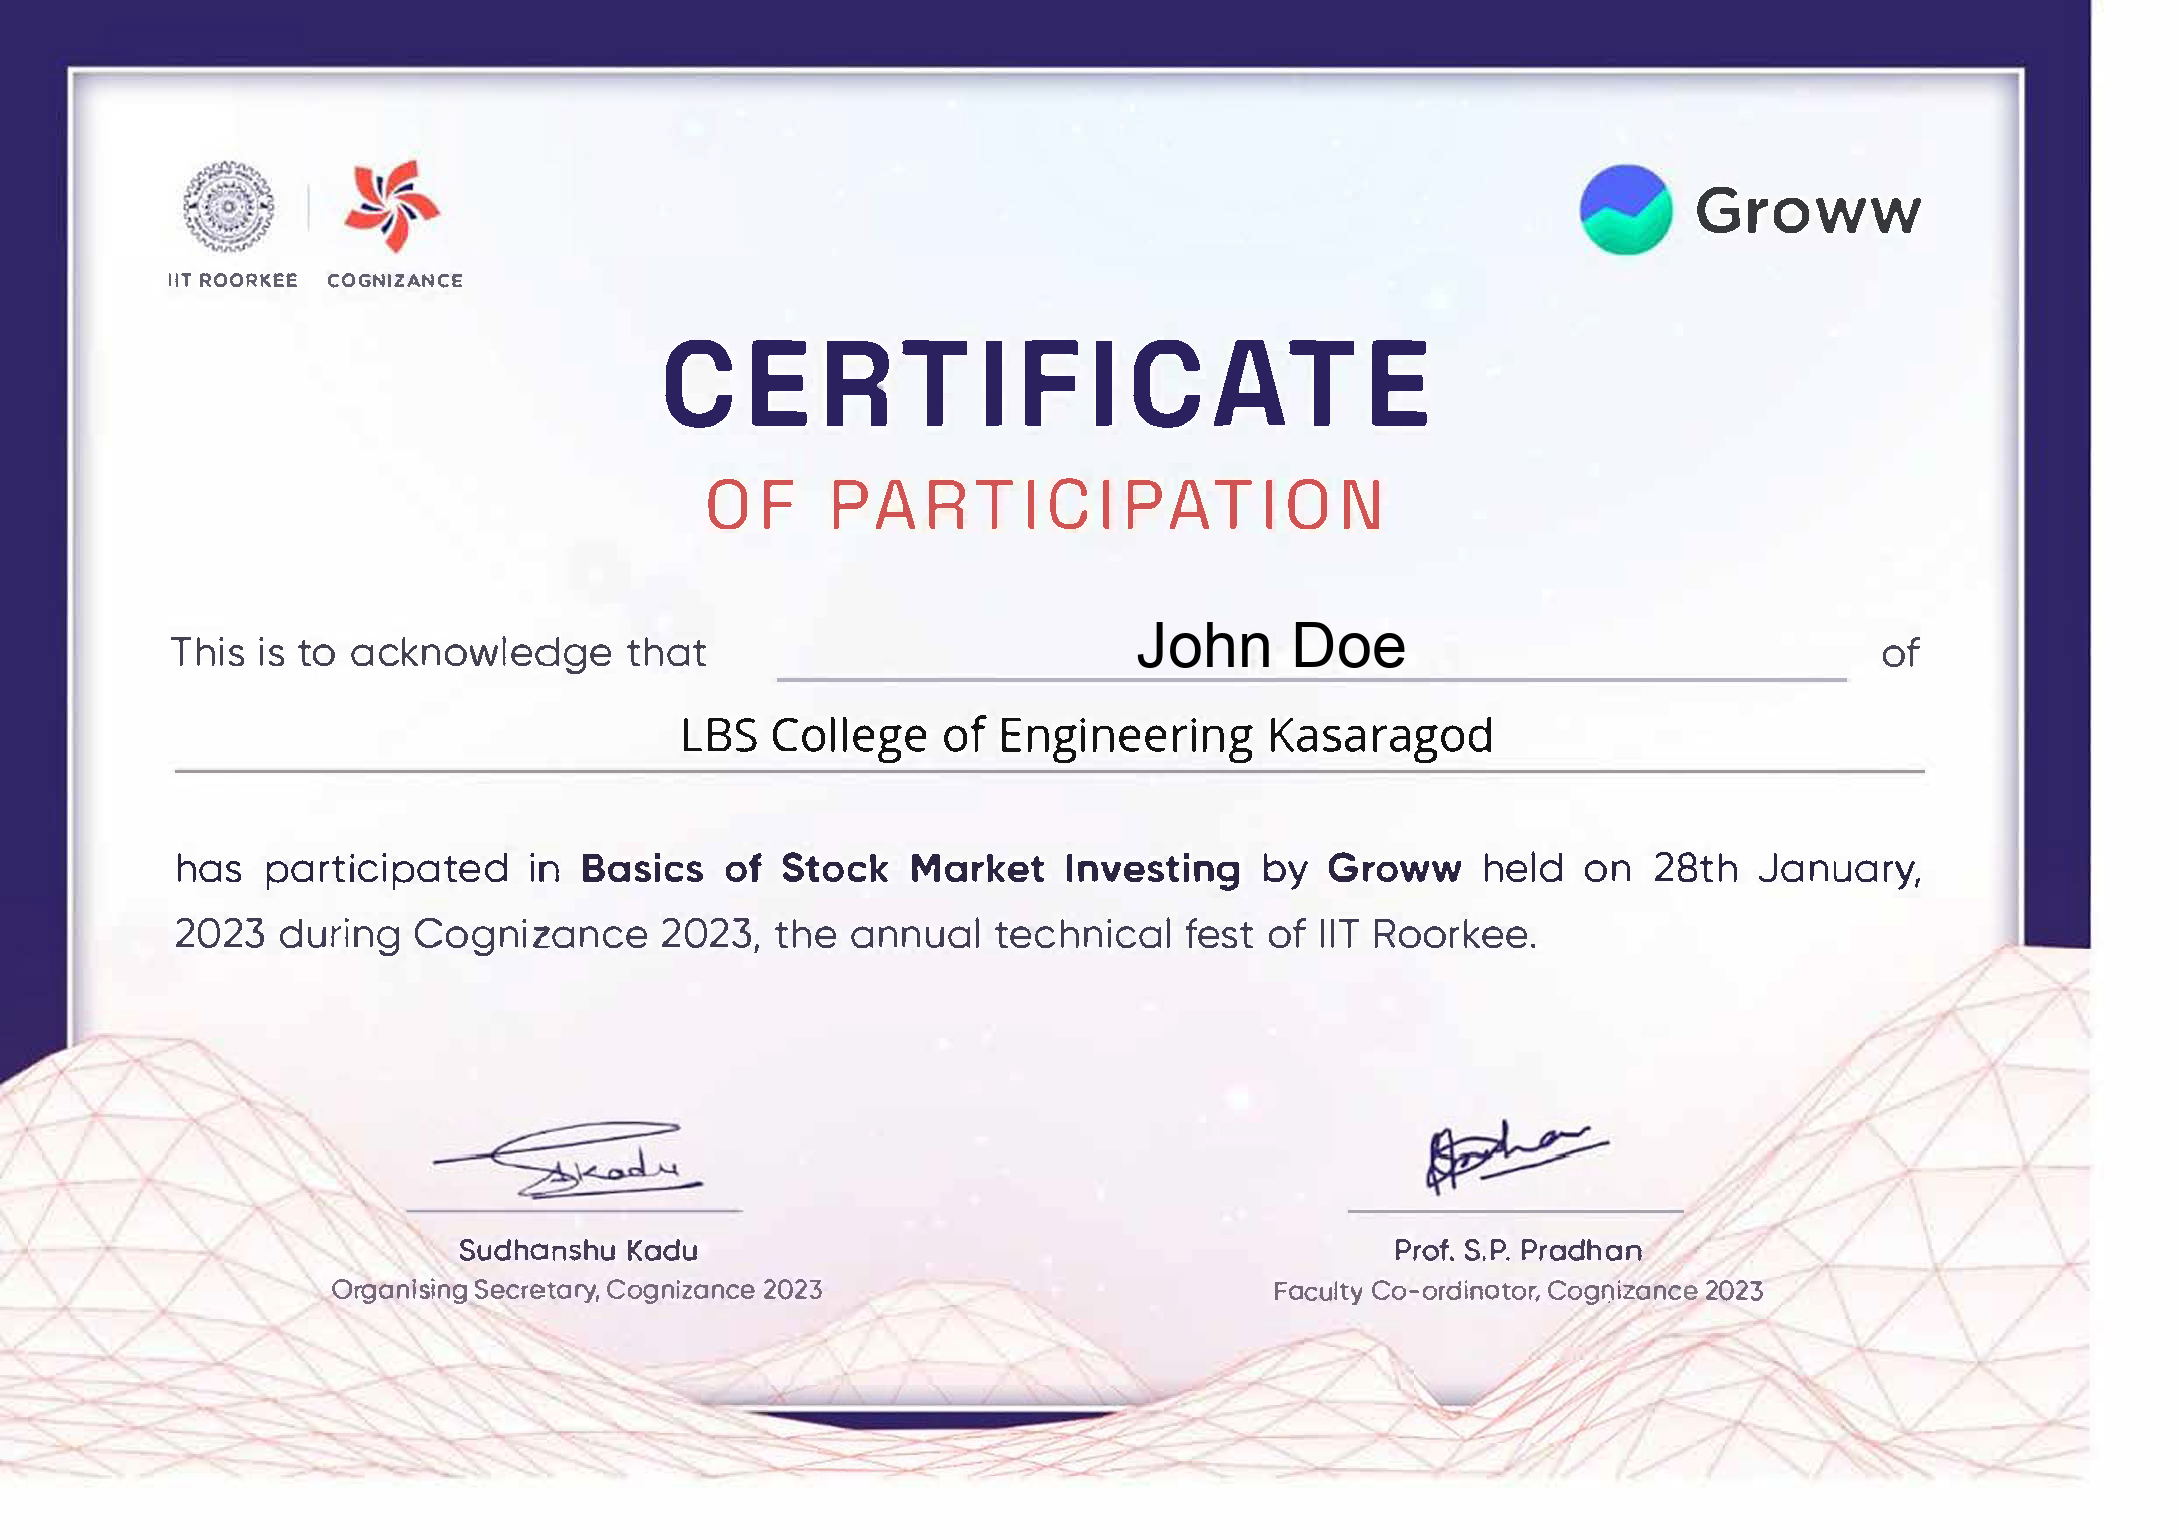 IIT ROORKEE
COGNIZANCE
Groww
CERTIFICATE
OF PARTICIPATION
This is to acknowledge that John Doe of
LBS College of Engineering Kasaragod
has participated in Basics of Stock Market Investing by Groww held on 28th January,
2023 during Cognizance 2023, the annual technical fest of IIT Roorkee.
SKadu
Sudhanshu Kadu
Organising Secretary, Cognizance 2023
Prof. S.P. Pradhan
Faculty Co-ordinator, Cognizance 2023